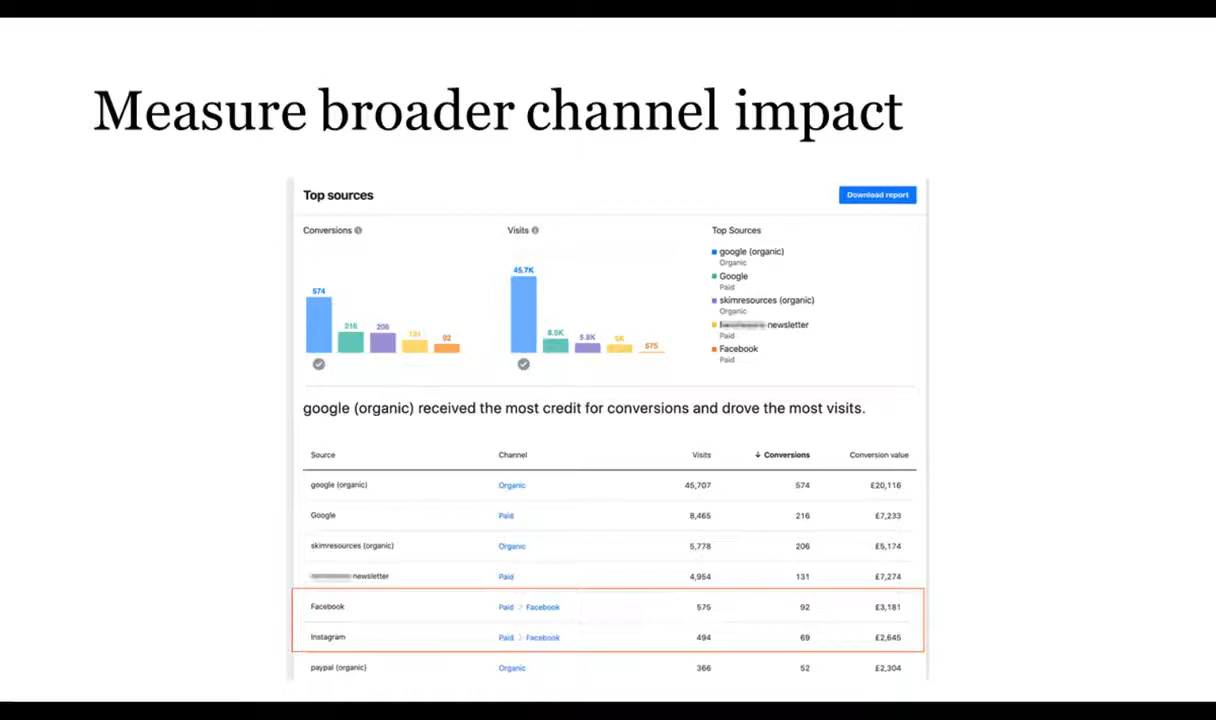 Measure broader channel impact
Top sources
Download report
Conversions
Visits
Top Sources
574
216
206
92
45.7K
8.5K
5.8K
5K
575
google (organic)
Organic
Google
Paid
skimresources (organic)
Organic
newsletter
Paid
Facebook
Paid
google (organic) received the most credit for conversions and drove the most visits.
Source Channel Visits ↓ Conversions Conversion value
google (organic) Organic 45,707 574 £20,116
Google Paid 8,465 216 £7,233
skimresources (organic) Organic 5,778 206 £5,174
newsletter Paid 4,954 131 £7,274
Facebook Paid > Facebook 575 92 £3,181
Instagram Paid > Facebook 494 69 £2,645
paypal (organic) Organic 366 52 £2,304